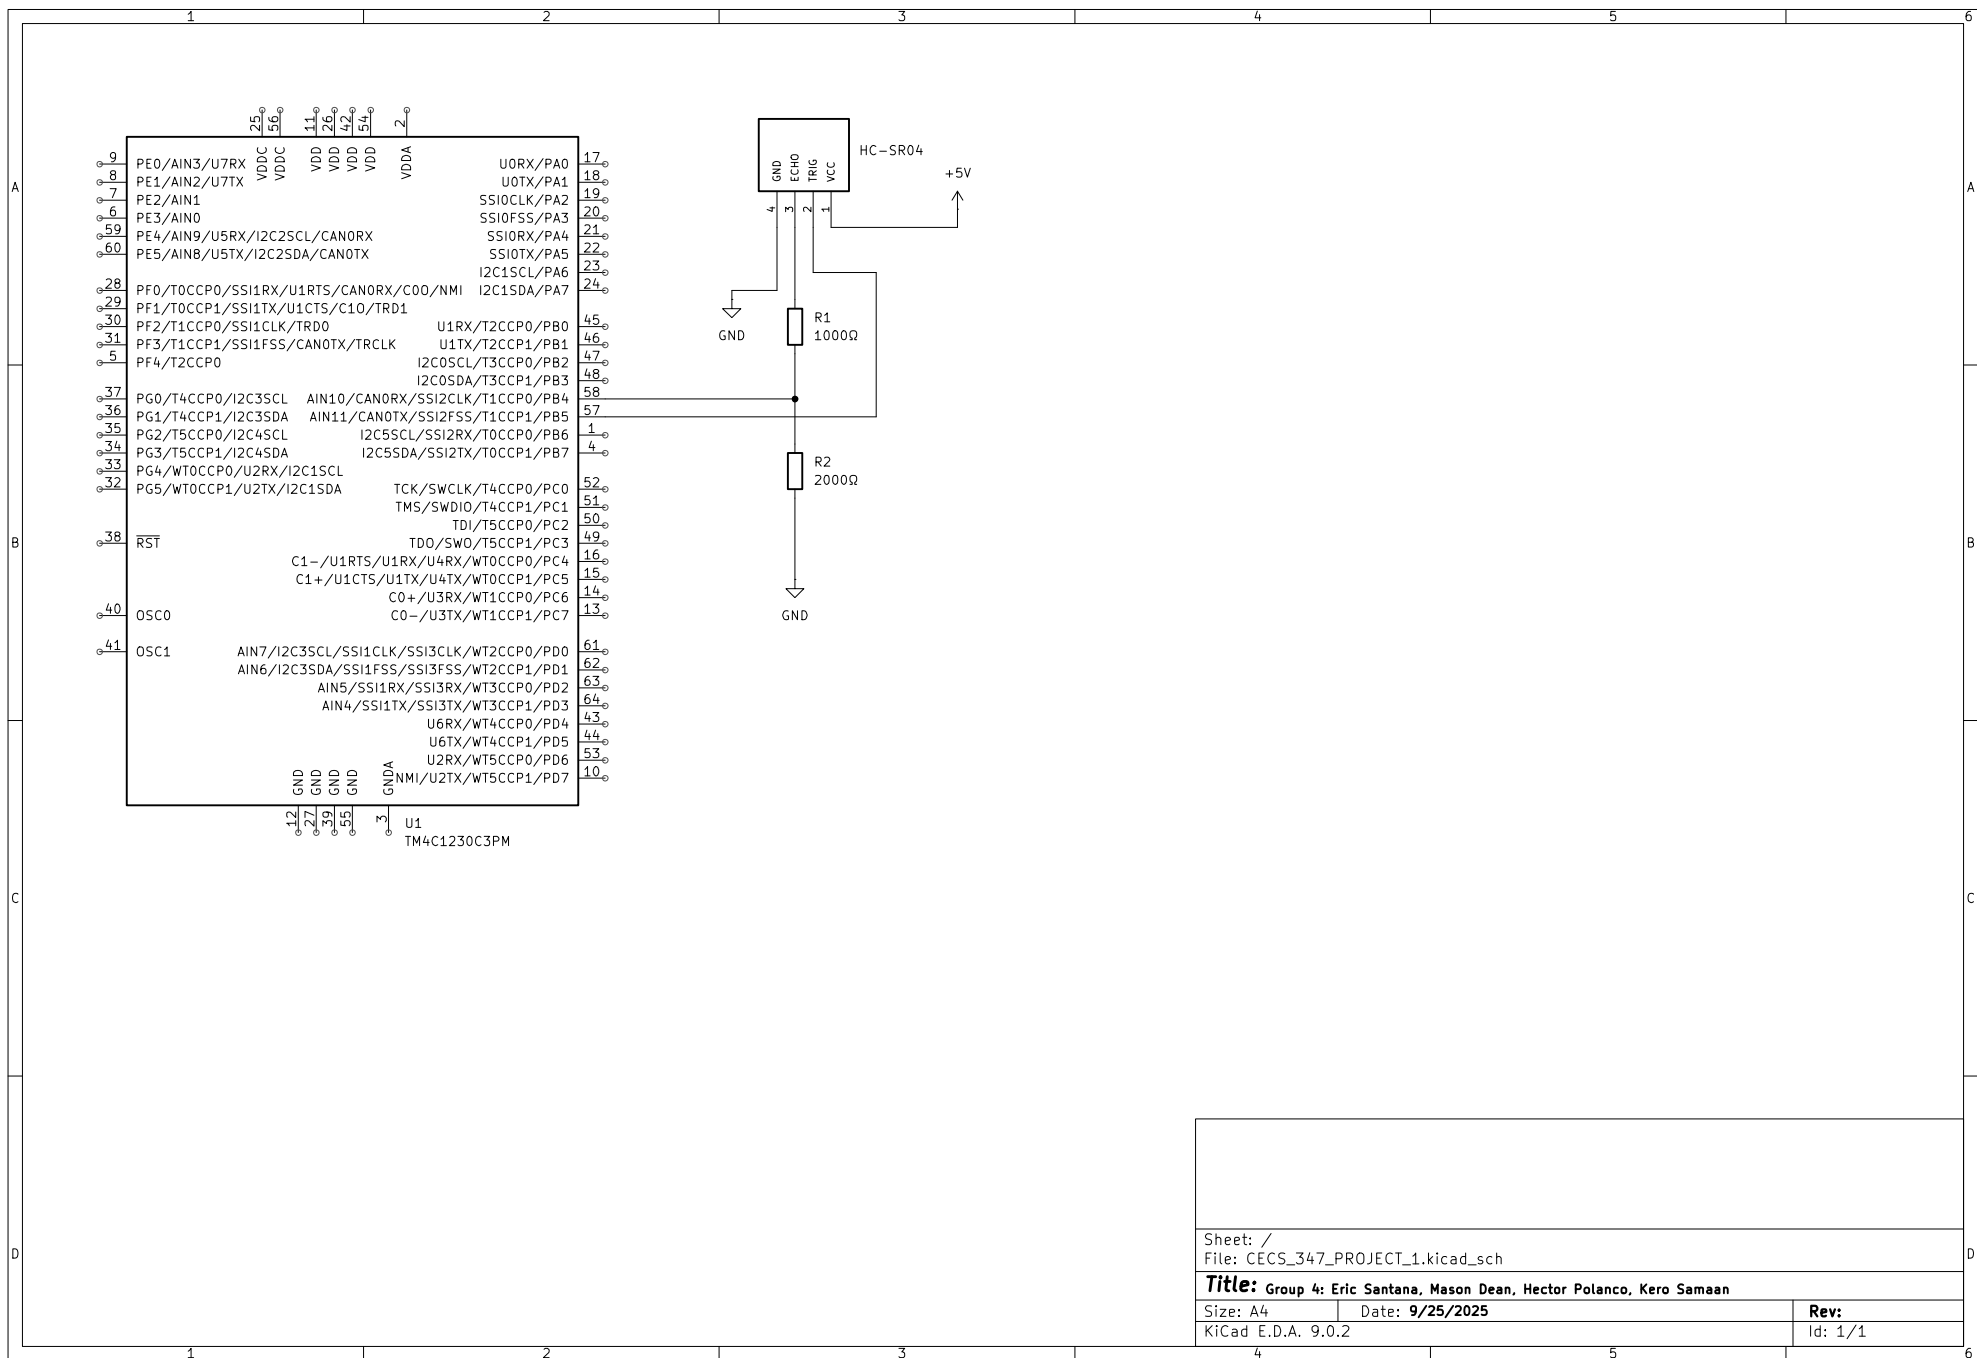 1 2 3 4 5 6
A
B
C
D
A
B
C
D
25 56 11 26 42 54 2
VDDC VDDC VDD VDD VDD VDD VDDA
9 PE0/AIN3/U7RX
8 PE1/AIN2/U7TX
7 PE2/AIN1
6 PE3/AIN0
59 PE4/AIN9/U5RX/I2C2SCL/CAN0RX
60 PE5/AIN8/U5TX/I2C2SDA/CAN0TX
28 PF0/T0CCP0/SSI1RX/U1RTS/CAN0RX/C0O/NMI
29 PF1/T0CCP1/SSI1TX/U1CTS/C1O/TRD1
30 PF2/T1CCP0/SSI1CLK/TRD0
31 PF3/T1CCP1/SSI1FSS/CAN0TX/TRCLK
5 PF4/T2CCP0
37 PG0/T4CCP0/I2C3SCL
36 PG1/T4CCP1/I2C3SDA
35 PG2/T5CCP0/I2C4SCL
34 PG3/T5CCP1/I2C4SDA
33 PG4/WT0CCP0/U2RX/I2C1SCL
32 PG5/WT0CCP1/U2TX/I2C1SDA
38 RST
40 OSC0
41 OSC1
U0RX/PA0 17
U0TX/PA1 18
SSI0CLK/PA2 19
SSI0FSS/PA3 20
SSI0RX/PA4 21
SSI0TX/PA5 22
I2C1SCL/PA6 23
I2C1SDA/PA7 24
U1RX/T2CCP0/PB0 45
U1TX/T2CCP1/PB1 46
I2C0SCL/T3CCP0/PB2 47
I2C0SDA/T3CCP1/PB3 48
AIN10/CAN0RX/SSI2CLK/T1CCP0/PB4 58
AIN11/CAN0TX/SSI2FSS/T1CCP1/PB5 57
I2C5SCL/SSI2RX/T0CCP0/PB6 1
I2C5SDA/SSI2TX/T0CCP1/PB7 4
TCK/SWCLK/T4CCP0/PC0 52
TMS/SWDIO/T4CCP1/PC1 51
TDI/T5CCP0/PC2 50
TDO/SWO/T5CCP1/PC3 49
C1-/U1RTS/U1RX/U4RX/WT0CCP0/PC4 16
C1+/U1CTS/U1TX/U4TX/WT0CCP1/PC5 15
C0+/U3RX/WT1CCP0/PC6 14
C0-/U3TX/WT1CCP1/PC7 13
AIN7/I2C3SCL/SSI1CLK/SSI3CLK/WT2CCP0/PD0 61
AIN6/I2C3SDA/SSI1FSS/SSI3FSS/WT2CCP1/PD1 62
AIN5/SSI1RX/SSI3RX/WT3CCP0/PD2 63
AIN4/SSI1TX/SSI3TX/WT3CCP1/PD3 64
U6RX/WT4CCP0/PD4 43
U6TX/WT4CCP1/PD5 44
U2RX/WT5CCP0/PD6 53
NMI/U2TX/WT5CCP1/PD7 10
GND GND GND GND GNDA
12 27 39 55 3
U1
TM4C1230C3PM
HC-SR04
GND ECHO TRIG VCC
4 3 2 1
+5V
GND
R1
1000Ω
R2
2000Ω
GND
Sheet: /
File: CECS_347_PROJECT_1.kicad_sch
Title: Group 4: Eric Santana, Mason Dean, Hector Polanco, Kero Samaan
Size: A4 Date: 9/25/2025 Rev:
KiCad E.D.A. 9.0.2 Id: 1/1
1 2 3 4 5 6